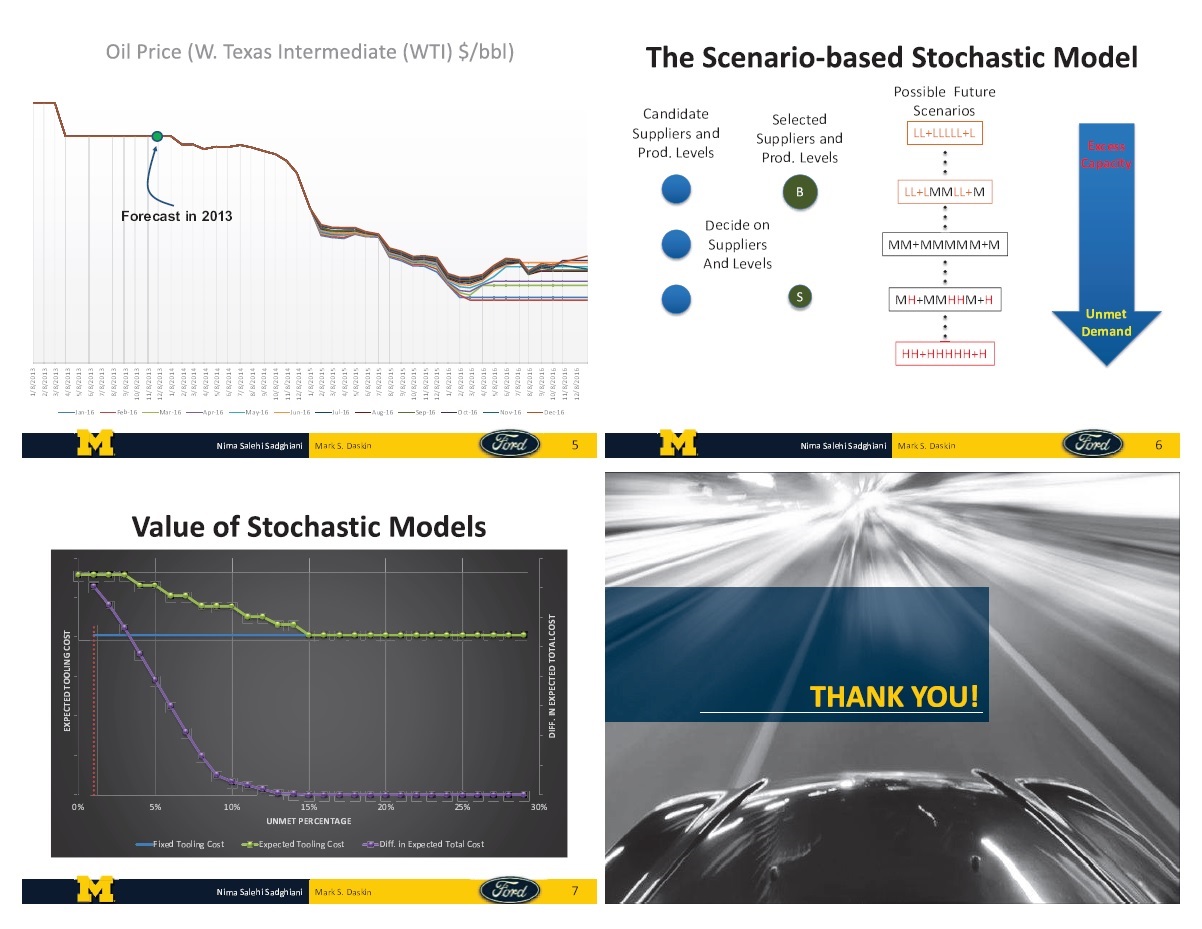 Oil Price (W. Texas Intermediate (WTI) $/bbl)
Forecast in 2013
1/8/2013
2/8/2013
3/8/2013
4/8/2013
5/8/2013
6/8/2013
7/8/2013
8/8/2013
9/8/2013
10/8/2013
11/8/2013
12/8/2013
1/8/2014
2/8/2014
3/8/2014
4/8/2014
5/8/2014
6/8/2014
7/8/2014
8/8/2014
9/8/2014
10/8/2014
11/8/2014
12/8/2014
1/8/2015
2/8/2015
3/8/2015
4/8/2015
5/8/2015
6/8/2015
7/8/2015
8/8/2015
9/8/2015
10/8/2015
11/8/2015
12/8/2015
1/8/2016
2/8/2016
3/8/2016
4/8/2016
5/8/2016
6/8/2016
7/8/2016
8/8/2016
9/8/2016
10/8/2016
11/8/2016
12/8/2016
Jan-16 Feb-16 Mar-16 Apr-16 May-16 Jun-16 Jul-16 Aug-16 Sep-16 Oct-16 Nov-16 Dec-16
M Nima Salehi Sadghiani Mark S. Daskin Ford 5
The Scenario-based Stochastic Model
Candidate
Suppliers and
Prod. Levels
Selected
Suppliers and
Prod. Levels
Possible Future
Scenarios
B
Decide on
Suppliers
And Levels
S
LL+LLLLL+L
LL+LMMLL+M
MM+MMMMM+M
MH+MMHHM+H
HH+HHHHH+H
Excess
Capacity
Unmet
Demand
M Nima Salehi Sadghiani Mark S. Daskin Ford 6
Value of Stochastic Models
EXPECTED TOOLING COST
DIFF. IN EXPECTED TOTAL COST
0% 5% 10% 15% 20% 25% 30%
UNMET PERCENTAGE
Fixed Tooling Cost Expected Tooling Cost Diff. in Expected Total Cost
M Nima Salehi Sadghiani Mark S. Daskin Ford 7
THANK YOU!